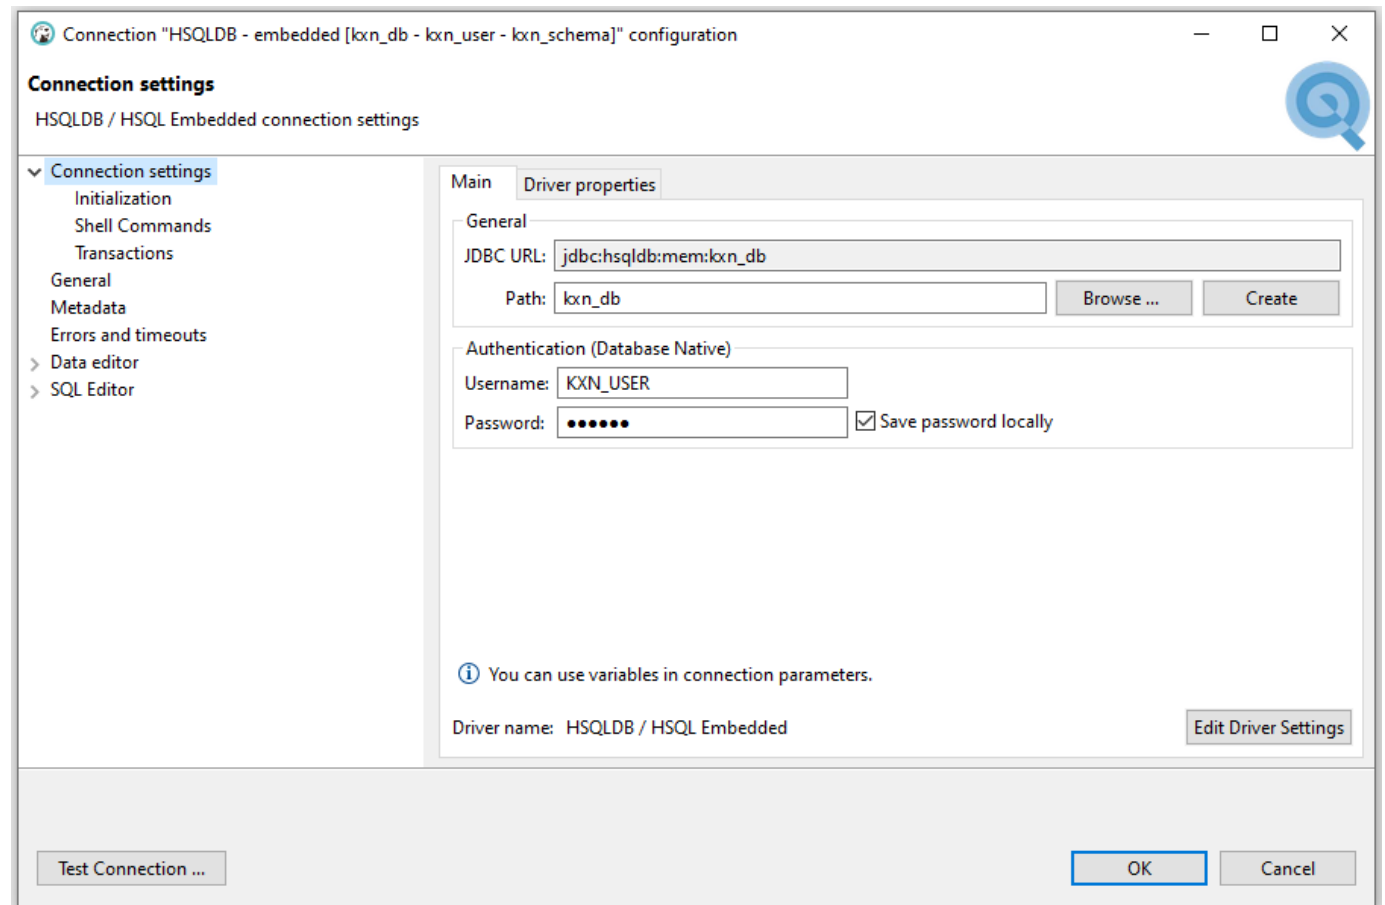 Connection "HSQLDB - embedded [kxn_db - kxn_user - kxn_schema]" configuration
Connection settings
HSQLDB / HSQL Embedded connection settings
Connection settings
Initialization
Shell Commands
Transactions
General
Metadata
Errors and timeouts
Data editor
SQL Editor
Main
Driver properties
General
JDBC URL: jdbc:hsqldb:mem:kxn_db
Path: kxn_db Browse ... Create
Authentication (Database Native)
Username: KXN_USER
Password: •••••• Save password locally
You can use variables in connection parameters.
Driver name: HSQLDB / HSQL Embedded Edit Driver Settings
Test Connection ... OK Cancel